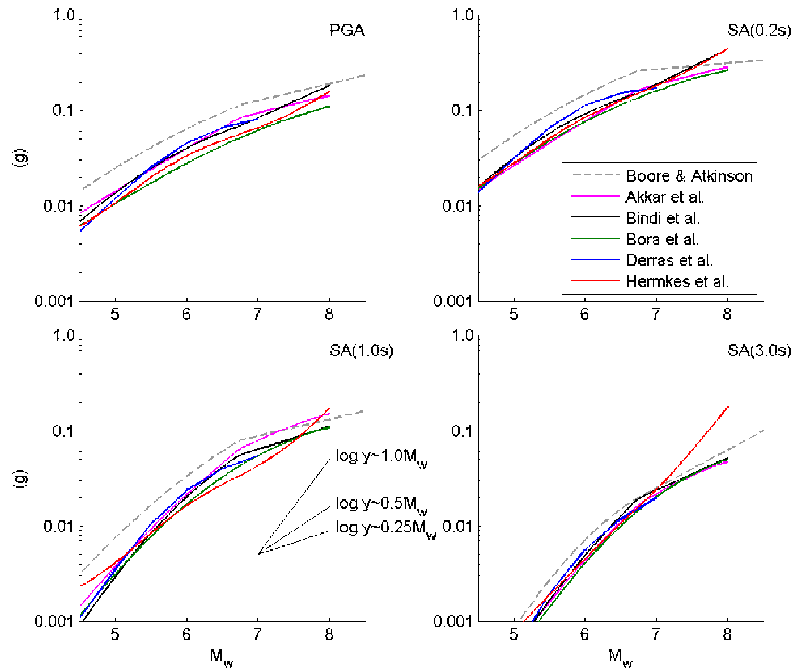 1.0
PGA
0.1
(g)
0.01
0.001
5
6
7
8
1.0
SA(0.2s)
0.1
0.01
0.001
Boore & Atkinson
Akkar et al.
Bindi et al.
Bora et al.
Derras et al.
Hermkes et al.
5
6
7
8
1.0
SA(1.0s)
0.1
(g)
0.01
0.001
log y~1.0Mw
log y~0.5Mw
log y~0.25Mw
5
6
7
8
Mw
1.0
SA(3.0s)
0.1
0.01
0.001
5
6
7
8
Mw